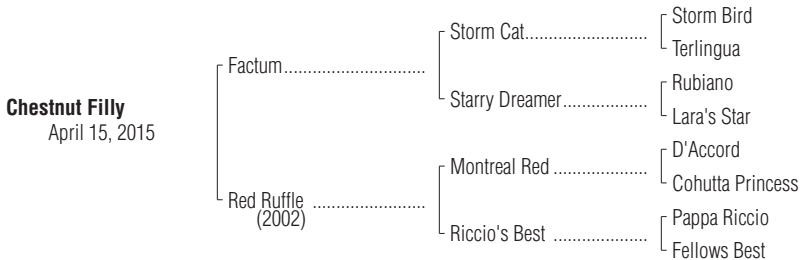 Chestnut Filly
April 15, 2015
Factum..............................
Red Ruffle ........................
(2002)
Storm Cat..........................
Starry Dreamer..................
Montreal Red ....................
Riccio's Best ....................
Storm Bird
Terlingua
Rubiano
Lara's Star
D'Accord
Cohutta Princess
Pappa Riccio
Fellows Best